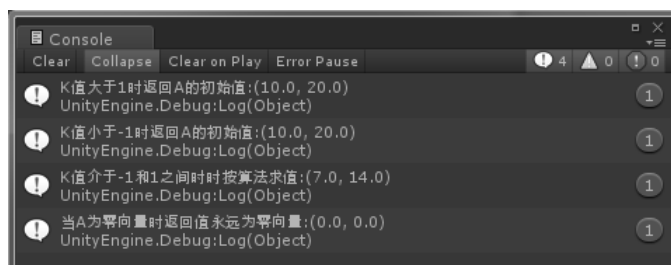 Console
Clear Collapse Clear on Play Error Pause 4 0 0
K值大于1时返回A的初始值:(10.0, 20.0)
UnityEngine.Debug:Log(Object)
1
K值小于-1时返回A的初始值:(10.0, 20.0)
UnityEngine.Debug:Log(Object)
1
K值介于-1和1之间时时按算法求值:(7.0, 14.0)
UnityEngine.Debug:Log(Object)
1
当A为零向量时返回值永远为零向量:(0.0, 0.0)
UnityEngine.Debug:Log(Object)
1